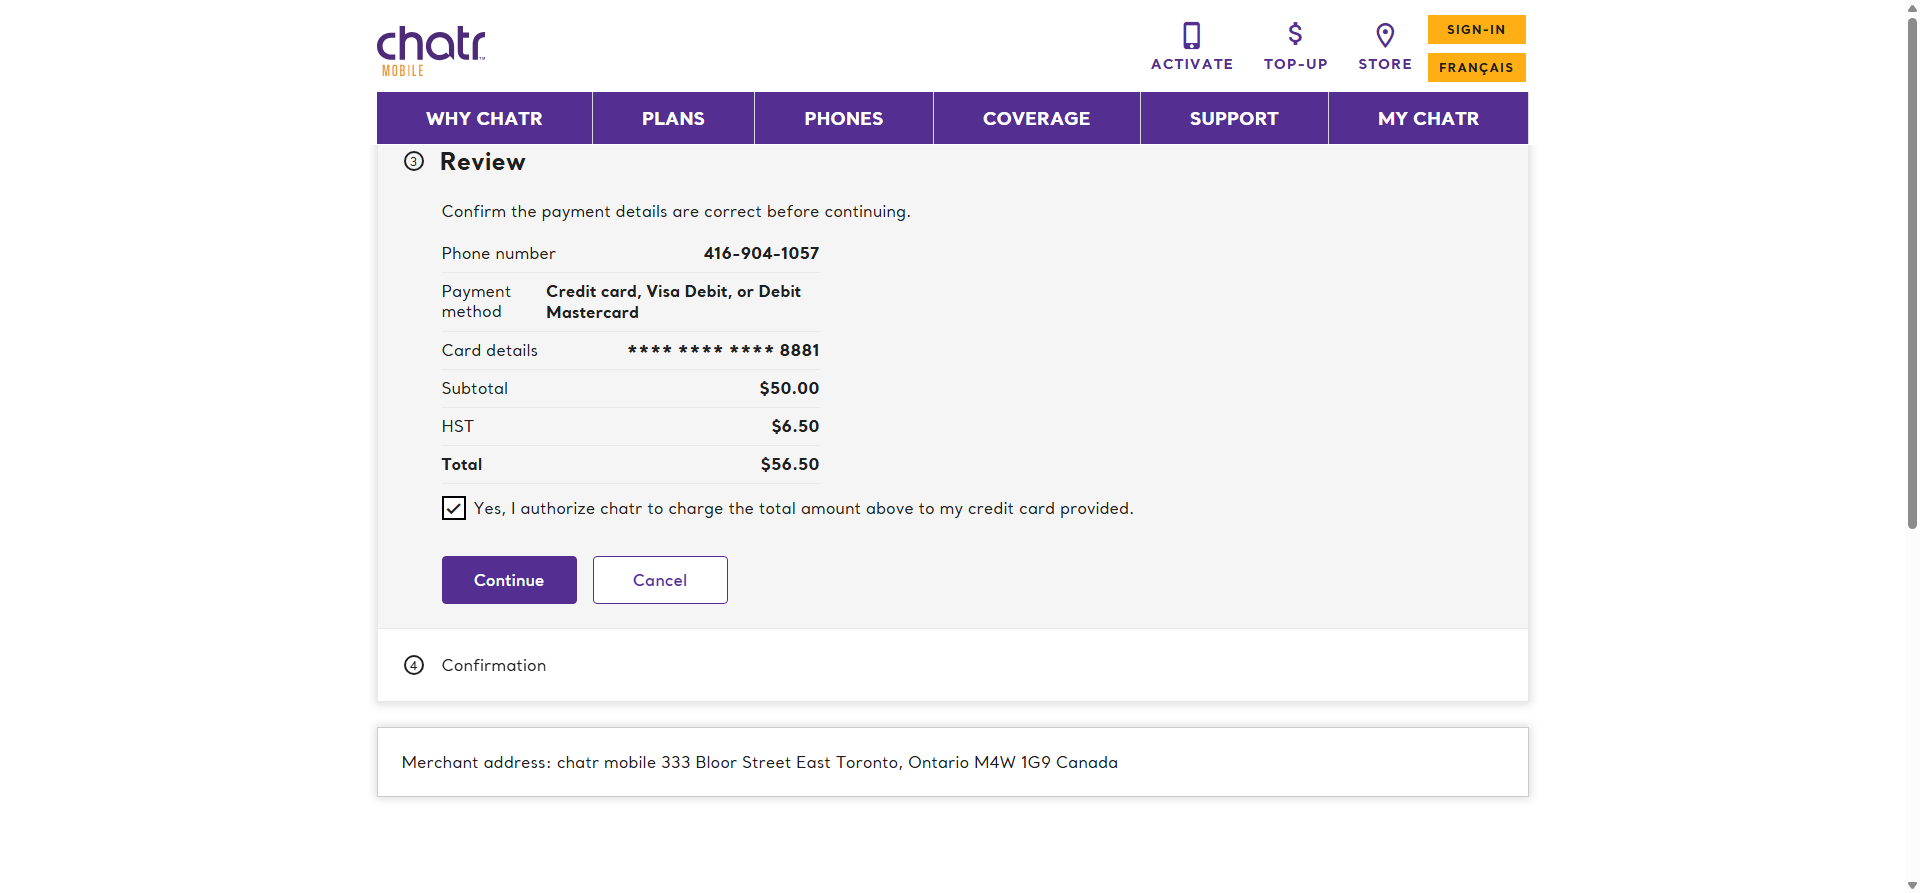 chatr
MOBILE
ACTIVATE
TOP-UP
STORE
SIGN-IN
FRANÇAIS
WHY CHATR
PLANS
PHONES
COVERAGE
SUPPORT
MY CHATR
3 Review
Confirm the payment details are correct before continuing.
Phone number 416-904-1057
Payment method Credit card, Visa Debit, or Debit
Mastercard
Card details **** **** **** 8881
Subtotal $50.00
HST $6.50
Total $56.50
Yes, I authorize chatr to charge the total amount above to my credit card provided.
Continue
Cancel
4 Confirmation
Merchant address: chatr mobile 333 Bloor Street East Toronto, Ontario M4W 1G9 Canada